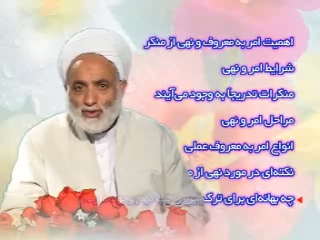 اهمیت امر به معروف و نهی از منکر
شرایط امر و نهی
منکرات تدریجاً به وجود می‌آیند
مراحل امر و نهی
انواع امر به معروف عملی
نکته‌ای در مورد نهی از م
چه بهانه‌ای برای ترک